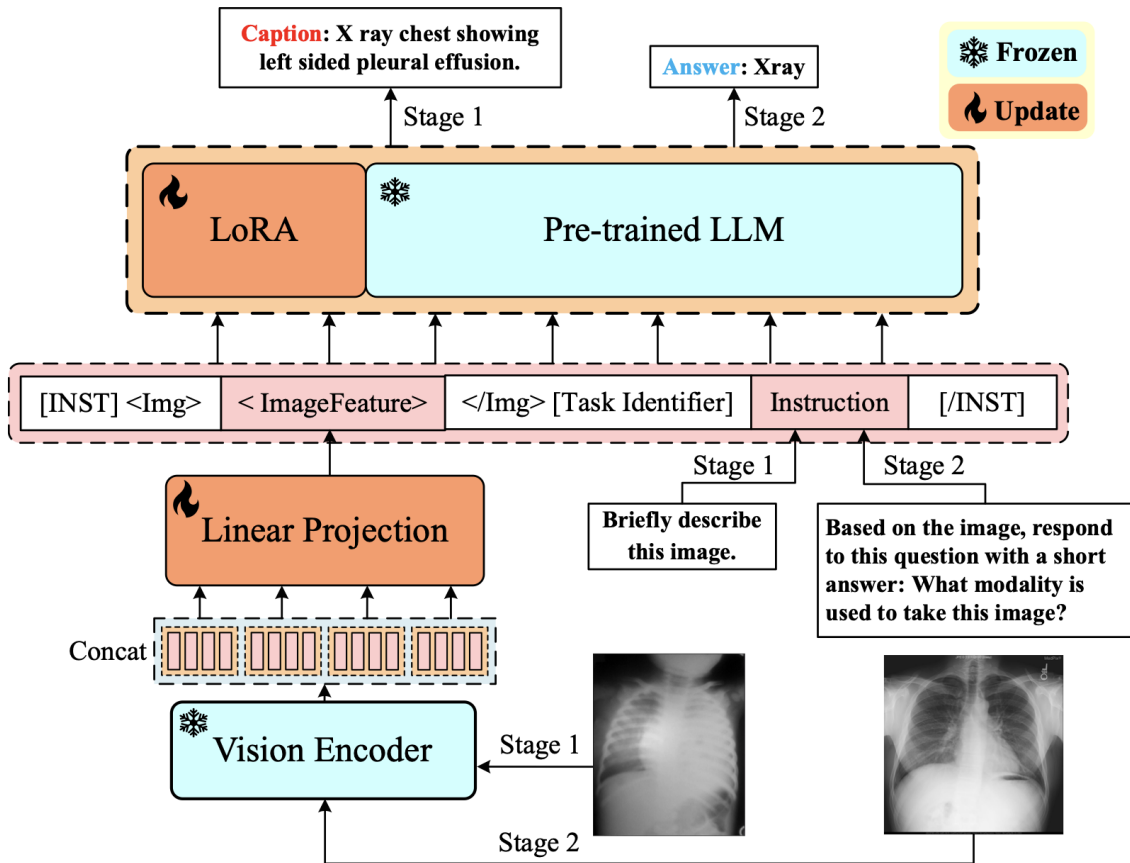 Caption: X ray chest showing
left sided pleural effusion.
Answer: Xray
Frozen
Update
Stage 1
Stage 2
LoRA
Pre-trained LLM
[INST] <Img>
< ImageFeature>
</Img> [Task Identifier]
Instruction
[/INST]
Stage 1
Stage 2
Linear Projection
Briefly describe
this image.
Based on the image, respond
to this question with a short
answer: What modality is
used to take this image?
Concat
Vision Encoder
Stage 1
Stage 2